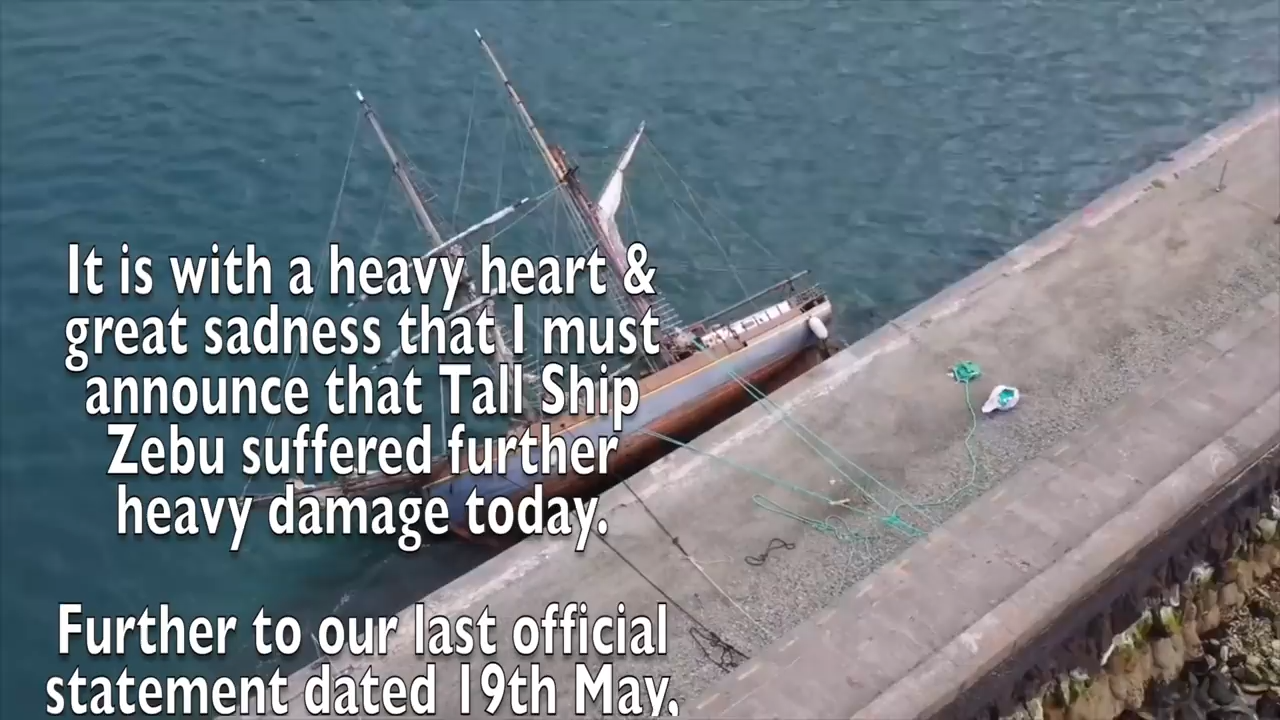 It is with a heavy heart &
great sadness that I must
announce that Tall Ship
Zebu suffered further
heavy damage today.
Further to our last official
statement dated 19th May,